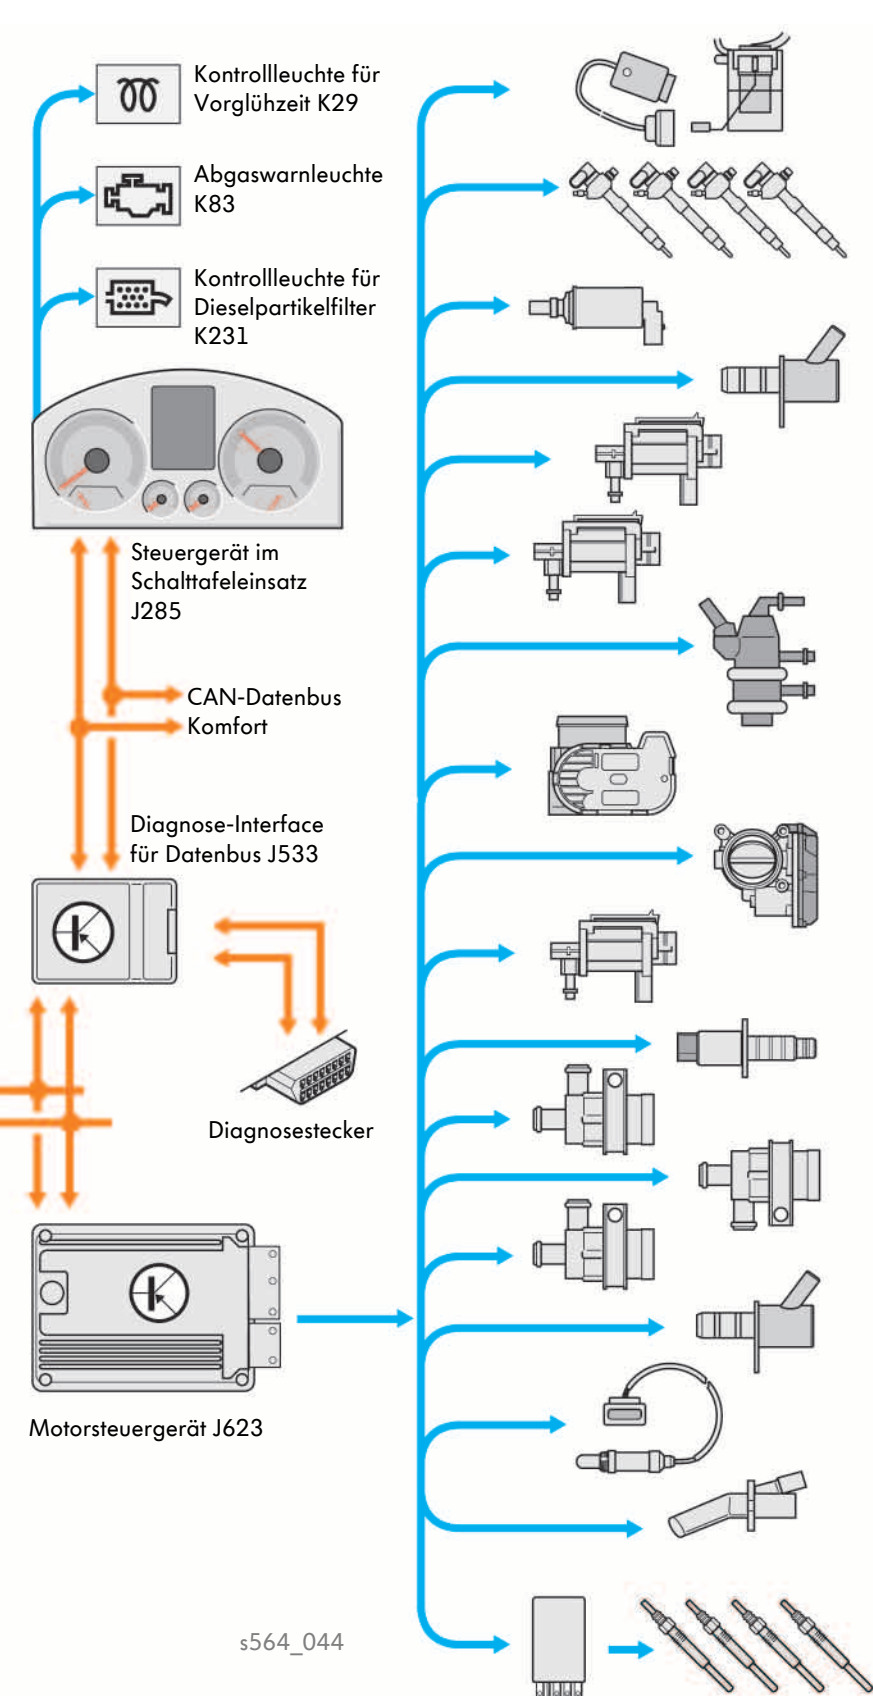 Kontrollleuchte für
Vorglühzeit K29
Abgaswarnleuchte
K83
Kontrollleuchte für
Dieselpartikelfilter
K231
Steuergerät im
Schalttafeleinsatz
J285
CAN-Datenbus
Komfort
Diagnose-Interface
für Datenbus J533
Diagnosestecker
Motorsteuergerät J623
s564_044